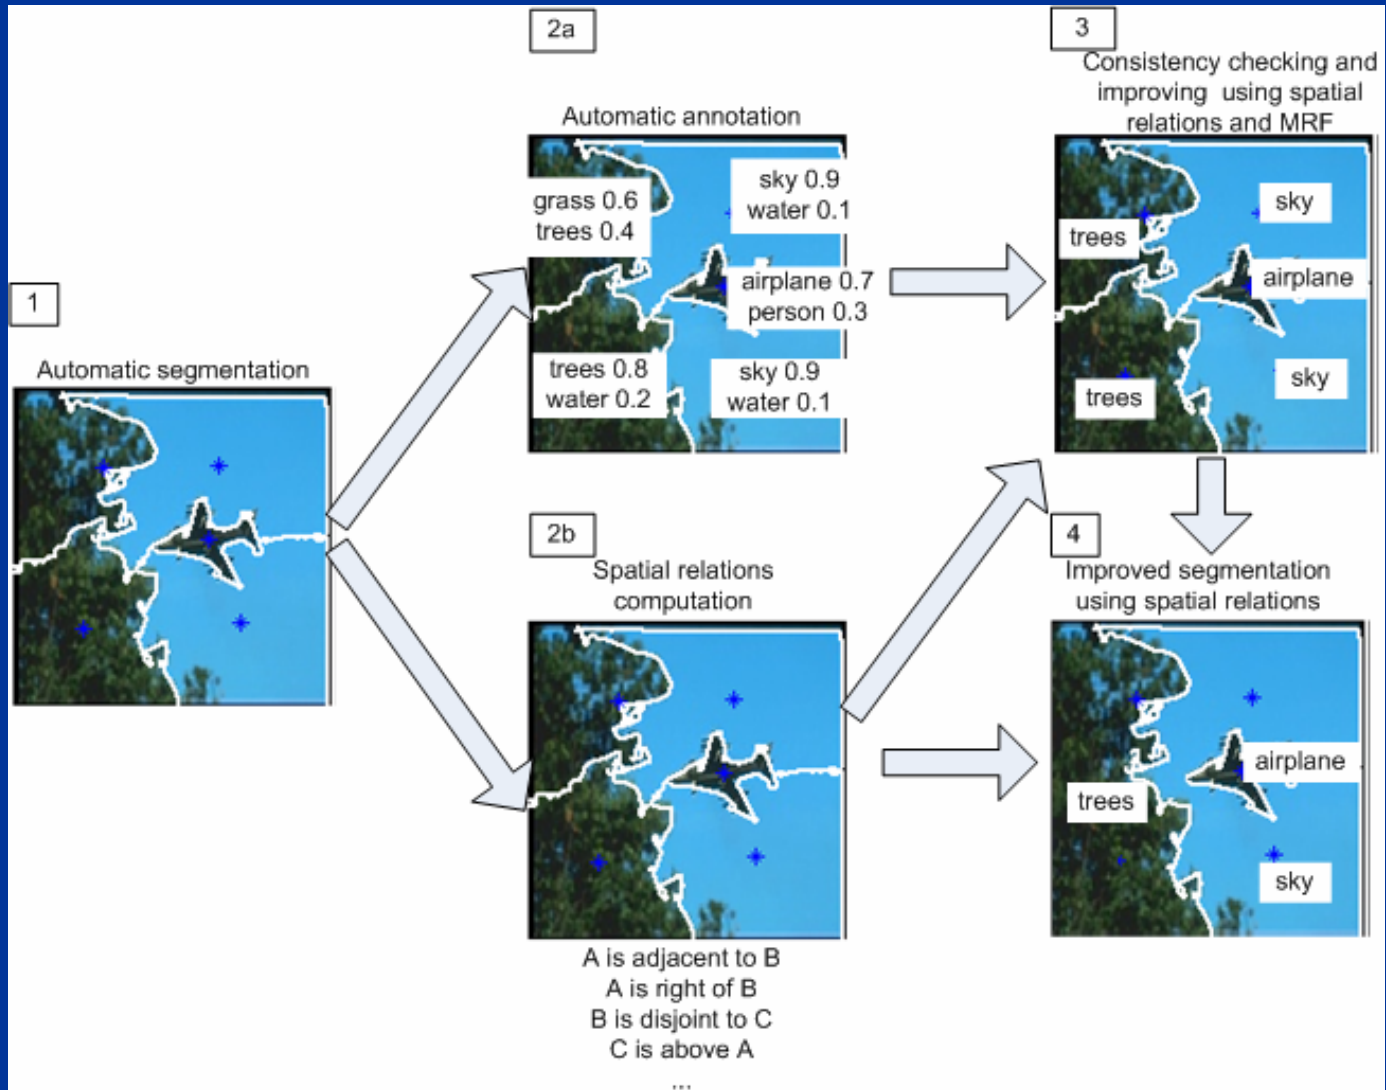 1
Automatic segmentation
2a
Automatic annotation
grass 0.6
trees 0.4
sky 0.9
water 0.1
airplane 0.7
person 0.3
trees 0.8
water 0.2
sky 0.9
water 0.1
2b
Spatial relations
computation
A is adjacent to B
A is right of B
B is disjoint to C
C is above A
...
3
Consistency checking and
improving using spatial
relations and MRF
sky
trees
airplane
sky
trees
4
Improved segmentation
using spatial relations
airplane
trees
sky